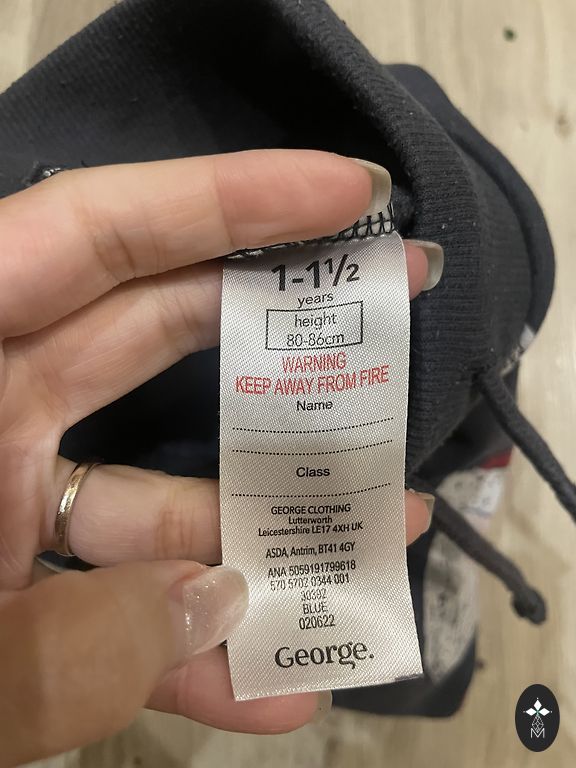 1-1½
years
height
80-86cm
WARNING
KEEP AWAY FROM FIRE
Name
Class
GEORGE CLOTHING
Lutterworth
Leicestershire LE17 4XH UK
ASDA, Antrim, BT41 4GY
ANA 5059191799618
570 5702 0344 001
30392
BLUE
020622
George.
M